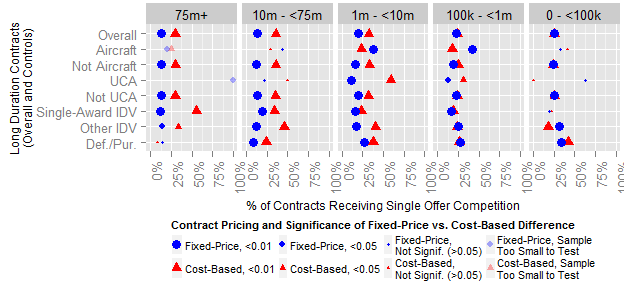 75m+ 10m - <75m 1m - <10m 100k - <1m 0 - <100k
Long Duration Contracts
(Overall and Controls)
Overall
Aircraft
Not Aircraft
UCA
Not UCA
Single-Award IDV
Other IDV
Def./Pur.
0% 25% 50% 75% 100% 0% 25% 50% 75% 100% 0% 25% 50% 75% 100% 0% 25% 50% 75% 100% 0% 25% 50% 75% 100%
% of Contracts Receiving Single Offer Competition
Contract Pricing and Significance of Fixed-Price vs. Cost-Based Difference
Fixed-Price, <0.01 Fixed-Price, <0.05 Fixed-Price, Not Signif. (>0.05) Fixed-Price, Sample Too Small to Test
Cost-Based, <0.01 Cost-Based, <0.05 Cost-Based, Not Signif. (>0.05) Cost-Based, Sample Too Small to Test